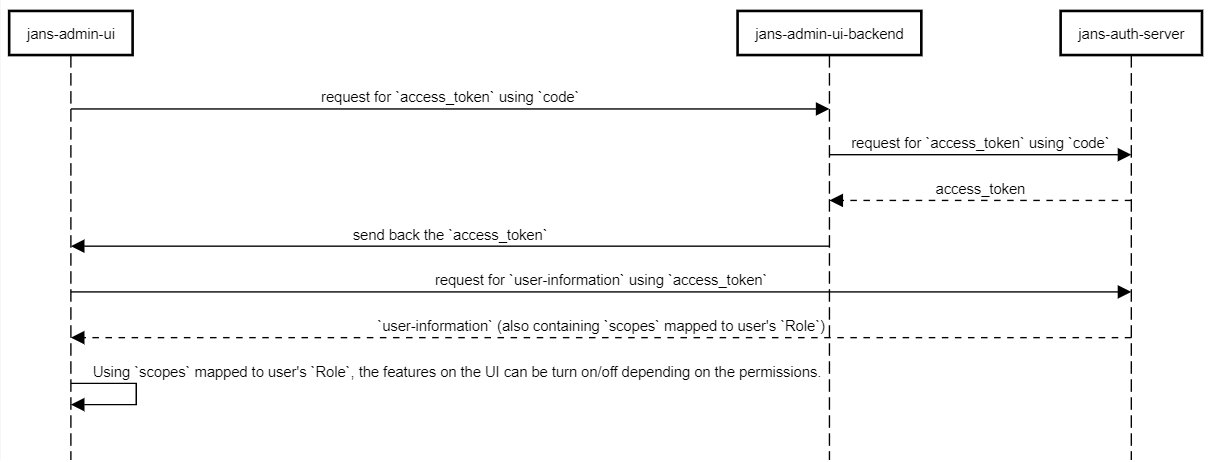 jans-admin-ui
jans-admin-ui-backend
jans-auth-server
request for `access_token` using `code`
request for `access_token` using `code`
access_token
send back the `access_token`
request for `user-information` using `access_token`
`user-information` (also containing `scopes` mapped to user's `Role`)
Using `scopes` mapped to user's `Role`, the features on the UI can be turn on/off depending on the permissions.